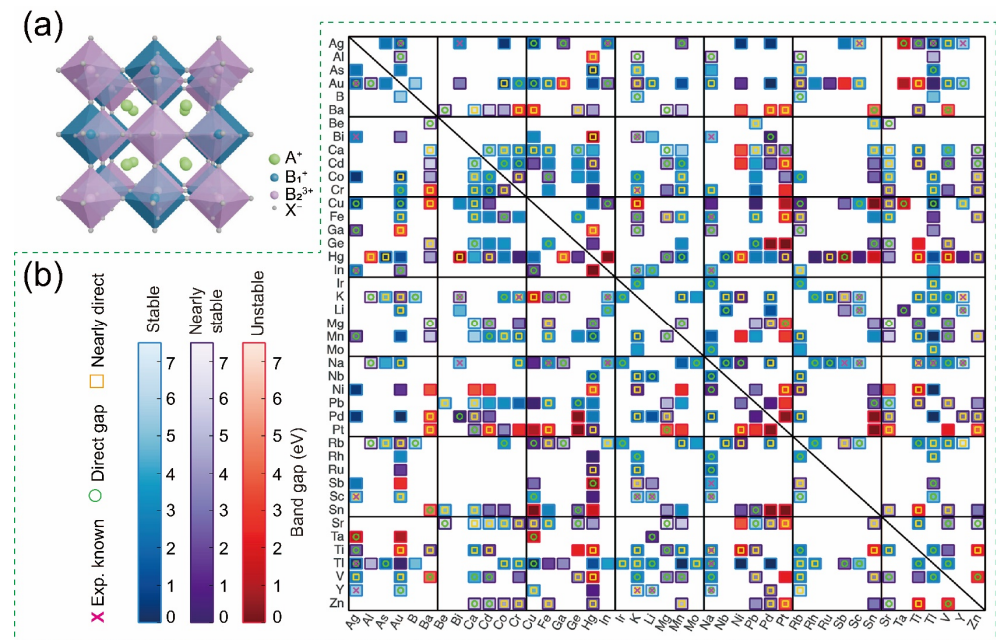 (a)
A⁺
B₁⁺
B₂³⁺
X⁻
(b)
X Exp. known
Direct gap
Nearly direct
Stable
Nearly
stable
Unstable
7
6
5
4
3
2
1
0
7
6
5
4
3
2
1
0
7
6
5
4
3
2
1
0
Band gap (eV)
Ag
Al
As
Au
B
Ba
Be
Bi
Ca
Cd
Co
Cr
Cu
Fe
Ga
Ge
Hg
In
Ir
K
Li
Mg
Mn
Mo
Na
Nb
Ni
Pb
Pd
Pt
Rb
Rh
Ru
Sb
Sc
Sn
Sr
Ta
Ti
Tl
V
Y
Zn
Ag Al As Au B Ba Be Bi Ca Cd Co Cr Cu Fe Ga Ge Hg In Ir K Li Mg Mn Mo Na Nb Ni Pb Pd Pt Rb Rh Ru Sb Sc Sn Sr Ta Ti Tl V Y Zn